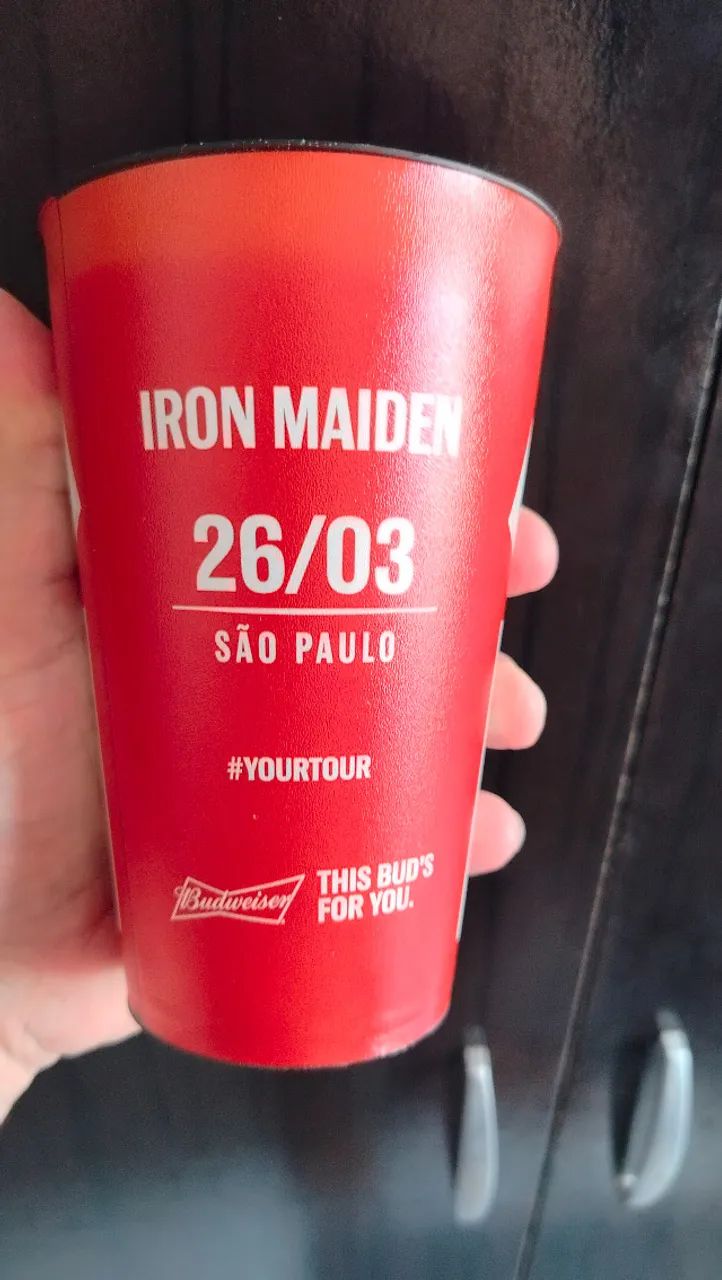 IRON MAIDEN
26/03
SÃO PAULO
#YOURTOUR
Budweiser
THIS BUD'S
FOR YOU.